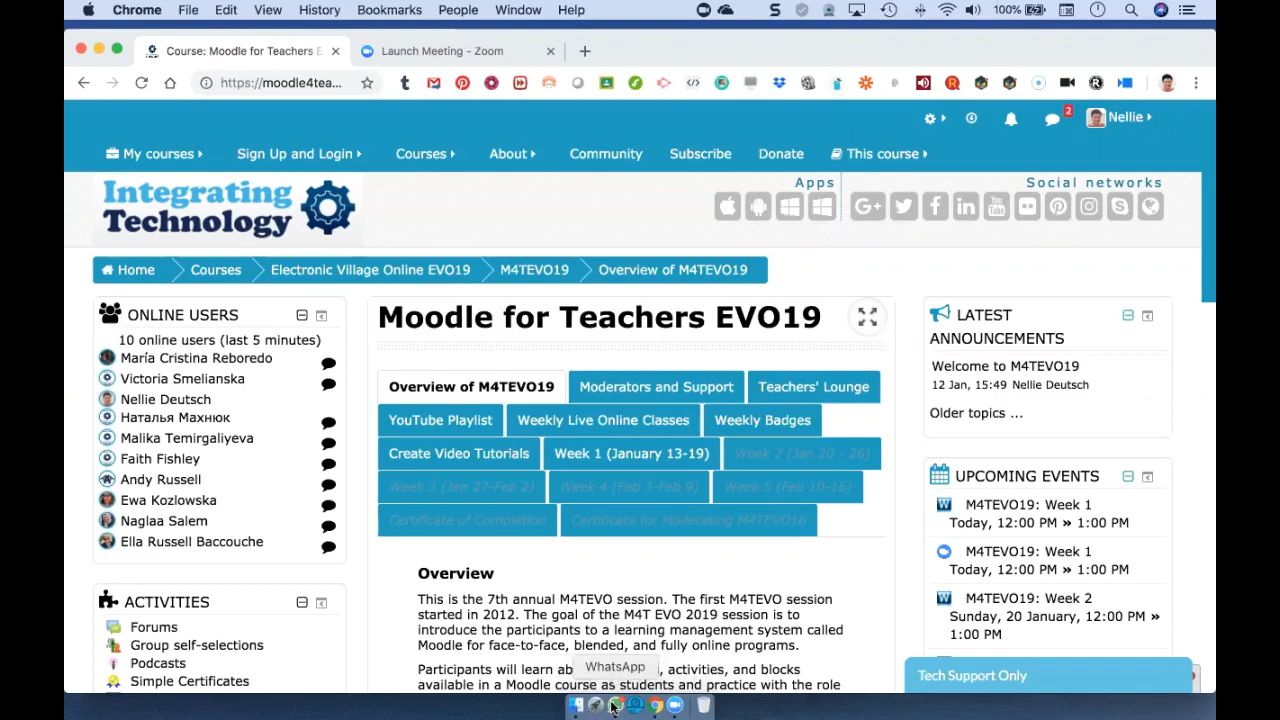 Chrome File Edit View History Bookmarks People Window Help 100%
Course: Moodle for Teachers E Launch Meeting - Zoom
https://moodle4tea...
2 Nellie
My courses Sign Up and Login Courses About Community Subscribe Donate This course
Integrating
Technology
Apps
Social networks
Home Courses Electronic Village Online EVO19 M4TEVO19 Overview of M4TEVO19
ONLINE USERS
10 online users (last 5 minutes)
María Cristina Reboredo
Victoria Smelianska
Nellie Deutsch
Наталья Махнюк
Malika Temirgaliyeva
Faith Fishley
Andy Russell
Ewa Kozlowska
Naglaa Salem
Ella Russell Baccouche
ACTIVITIES
Forums
Group self-selections
Podcasts
Simple Certificates
Moodle for Teachers EVO19
Overview of M4TEVO19 Moderators and Support Teachers' Lounge
YouTube Playlist Weekly Live Online Classes Weekly Badges
Create Video Tutorials Week 1 (January 13-19) Week 2 (Jan 20 - 26)
Week 3 (Jan 27-Feb 2) Week 4 (Feb 3-Feb 9) Week 5 (Feb 10-16)
Certificate of Completion Certificate for Moderating M4TEVO18
Overview
This is the 7th annual M4TEVO session. The first M4TEVO session
started in 2012. The goal of the M4T EVO 2019 session is to
introduce the participants to a learning management system called
Moodle for face-to-face, blended, and fully online programs.
Participants will learn ab , activities, and blocks
available in a Moodle course as students and practice with the role
WhatsApp
LATEST
ANNOUNCEMENTS
Welcome to M4TEVO19
12 Jan, 15:49 Nellie Deutsch
Older topics ...
UPCOMING EVENTS
M4TEVO19: Week 1
Today, 12:00 PM » 1:00 PM
M4TEVO19: Week 1
Today, 12:00 PM » 1:00 PM
M4TEVO19: Week 2
Sunday, 20 January, 12:00 PM »
1:00 PM
Tech Support Only